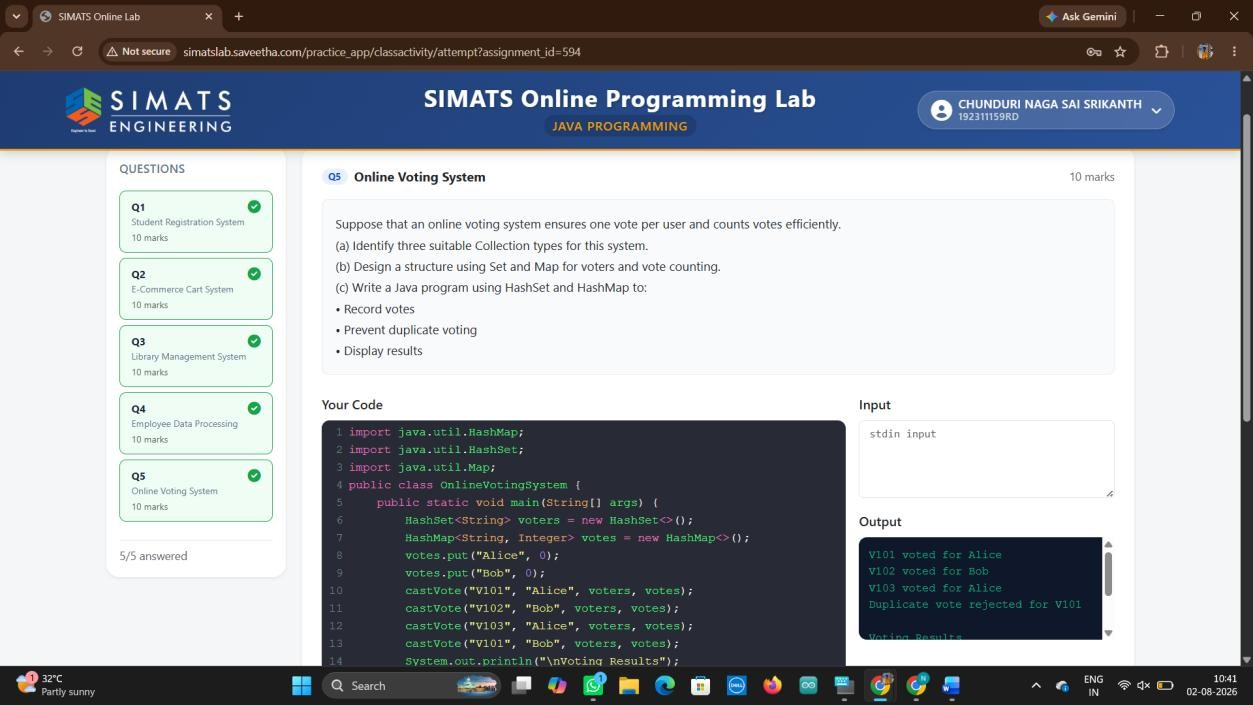 SIMATS Online Lab
Ask Gemini
Not secure
simatslab.saveetha.com/practice_app/classactivity/attempt?assignment_id=594
SIMATS
ENGINEERING
SIMATS Online Programming Lab
JAVA PROGRAMMING
CHUNDURI NAGA SAI SRIKANTH
192311159RD
QUESTIONS
Q1
Student Registration System
10 marks
Q2
E-Commerce Cart System
10 marks
Q3
Library Management System
10 marks
Q4
Employee Data Processing
10 marks
Q5
Online Voting System
10 marks
5/5 answered
Q5 Online Voting System
10 marks
Suppose that an online voting system ensures one vote per user and counts votes efficiently.
(a) Identify three suitable Collection types for this system.
(b) Design a structure using Set and Map for voters and vote counting.
(c) Write a Java program using HashSet and HashMap to:
• Record votes
• Prevent duplicate voting
• Display results
Your Code
1 import java.util.HashMap;
2 import java.util.HashSet;
3 import java.util.Map;
4 public class OnlineVotingSystem {
5 public static void main(String[] args) {
6 HashSet<String> voters = new HashSet<>();
7 HashMap<String, Integer> votes = new HashMap<>();
8 votes.put("Alice", 0);
9 votes.put("Bob", 0);
10 castVote("V101", "Alice", voters, votes);
11 castVote("V102", "Bob", voters, votes);
12 castVote("V103", "Alice", voters, votes);
13 castVote("V101", "Bob", voters, votes);
14 System.out.println("\nVoting Results");
Input
stdin input
Output
V101 voted for Alice
V102 voted for Bob
V103 voted for Alice
Duplicate vote rejected for V101
Voting Results
1
32°C
Partly sunny
Search
1
DELL
ENG
IN
10:41
02-08-2026